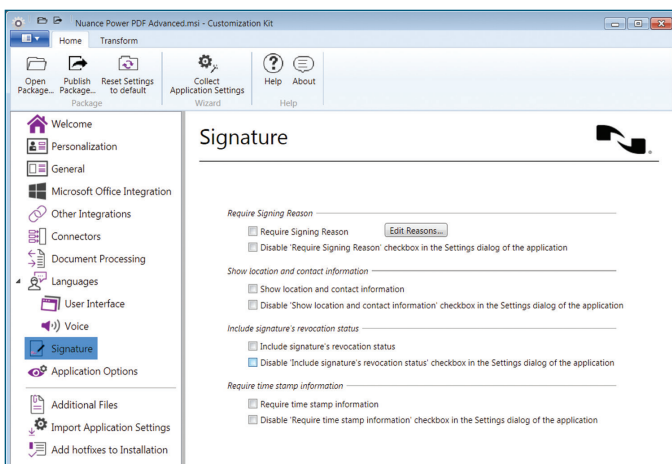 Nuance Power PDF Advanced.msi - Customization Kit
Home Transform
Open Package... Publish Package... Reset Settings to default Collect Application Settings Help About
Package Wizard Help
Welcome
Personalization
General
Microsoft Office Integration
Other Integrations
Connectors
Document Processing
Languages
User Interface
Voice
Signature
Application Options
Additional Files
Import Application Settings
Add hotfixes to Installation
Signature
Require Signing Reason
Require Signing Reason Edit Reasons...
Disable 'Require Signing Reason' checkbox in the Settings dialog of the application
Show location and contact information
Show location and contact information
Disable 'Show location and contact information' checkbox in the Settings dialog of the application
Include signature's revocation status
Include signature's revocation status
Disable 'Include signature's revocation status' checkbox in the Settings dialog of the application
Require time stamp information
Require time stamp information
Disable 'Require time stamp information' checkbox in the Settings dialog of the application